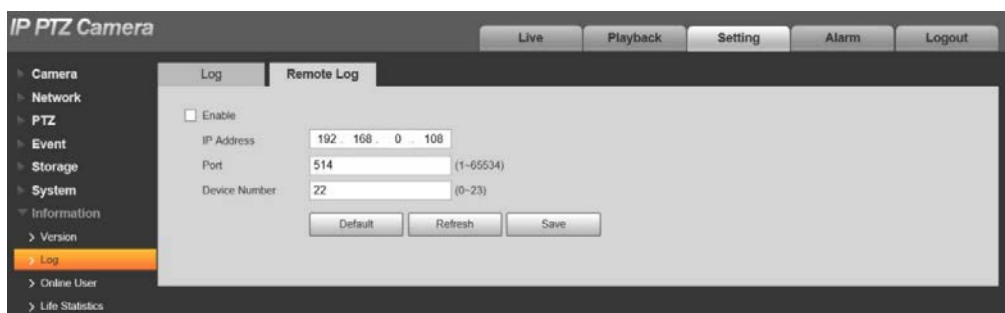 IP PTZ Camera
Live Playback Setting Alarm Logout
Camera
Network
PTZ
Event
Storage
System
Information
Version
Log
Online User
Life Statistics
Log Remote Log
Enable
IP Address 192 . 168 . 0 . 108
Port 514 (1~65534)
Device Number 22 (0~23)
Default Refresh Save